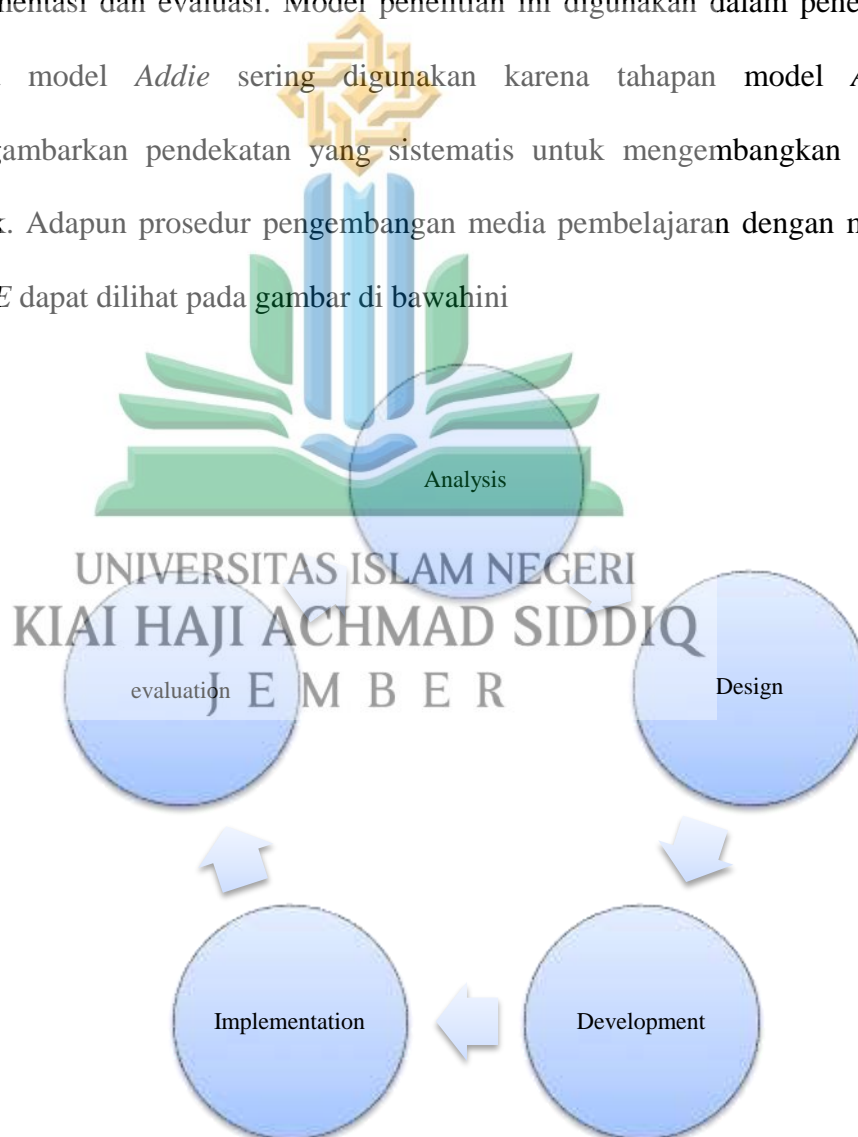 mentasi dan evaluasi. Model penelitian ini digunakan dalam pene
model Addie sering digunakan karena tahapan model
gambarkan pendekatan yang sistematis untuk mengembangkan
k. Adapun prosedur pengembangan media pembelajaran dengan m
E dapat dilihat pada gambar di bawahini
Analysis
UNIVERSITAS ISLAM NEGERI
KIAI HAJI ACHMAD SIDDIQ
JEMBER
evaluation
Design
Implementation
Development